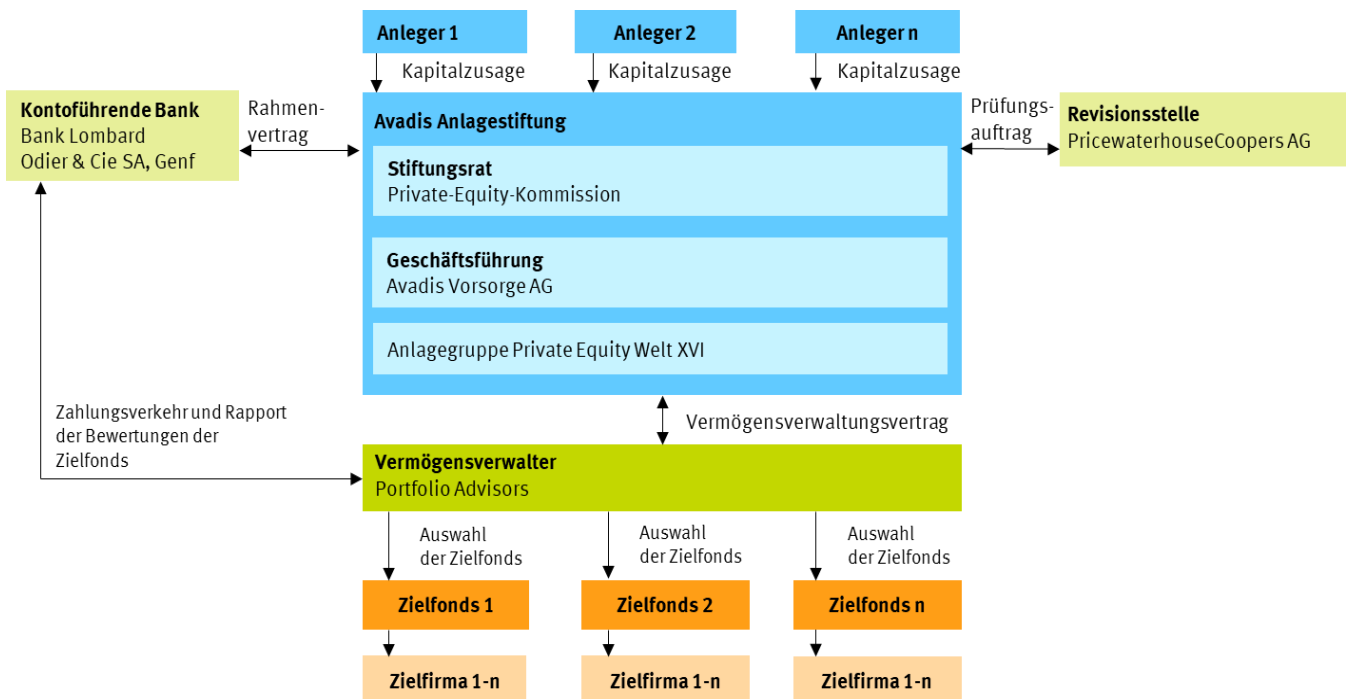 Anleger 1
Anleger 2
Anleger n
Kapitalzusage
Kapitalzusage
Kapitalzusage
Kontoführende Bank
Bank Lombard
Odier & Cie SA, Genf
Rahmen-
vertrag
Avadis Anlagestiftung
Prüfungs-
auftrag
Revisionsstelle
PricewaterhouseCoopers AG
Stiftungsrat
Private-Equity-Kommission
Geschäftsführung
Avadis Vorsorge AG
Anlagegruppe Private Equity Welt XVI
Zahlungsverkehr und Rapport
der Bewertungen der
Zielfonds
Vermögensverwaltungsvertrag
Vermögensverwalter
Portfolio Advisors
Auswahl
der Zielfonds
Auswahl
der Zielfonds
Auswahl
der Zielfonds
Zielfonds 1
Zielfonds 2
Zielfonds n
Zielfirma 1-n
Zielfirma 1-n
Zielfirma 1-n